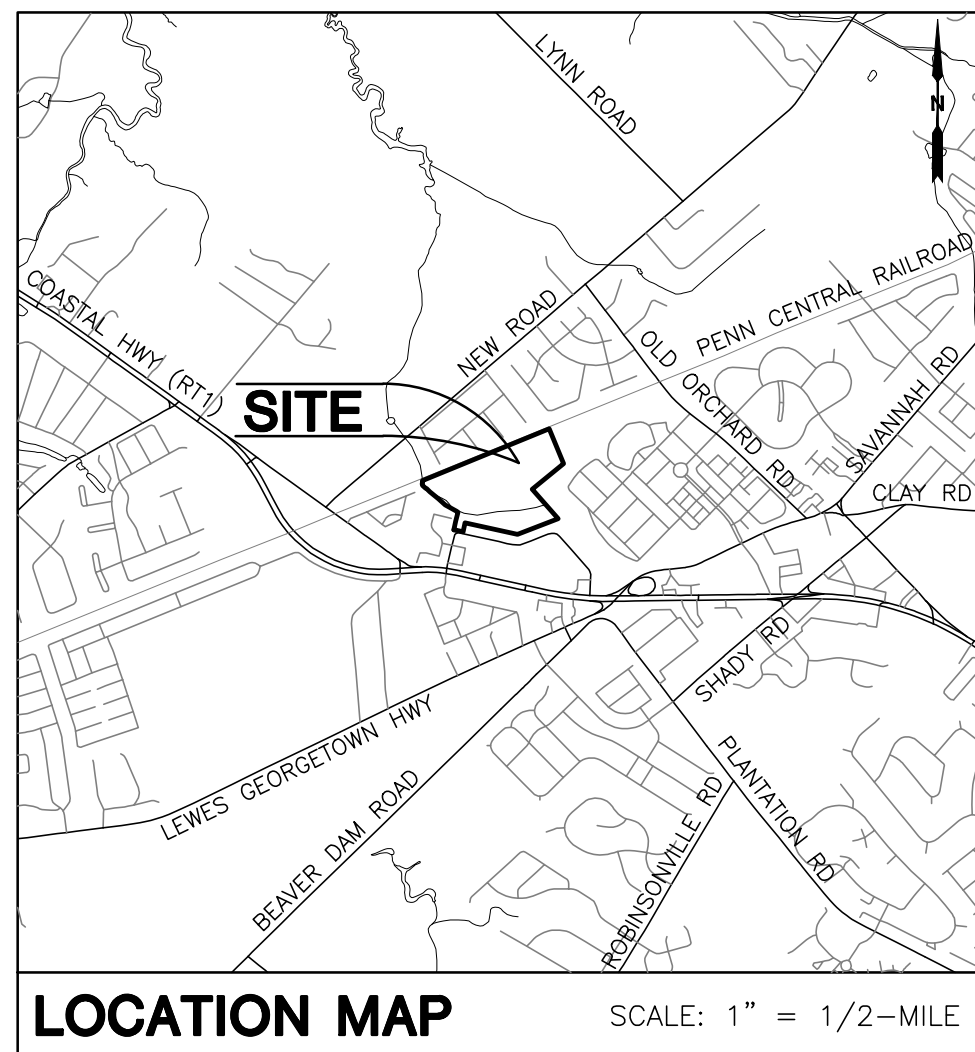 LYNN ROAD
N
COASTAL HWY (RT1)
NEW ROAD
PENN CENTRAL RAILROAD
OLD ORCHARD RD
SAVANNAH RD
SITE
CLAY RD
SHADY RD
LEWES GEORGETOWN HWY
PLANTATION RD
BEAVER DAM ROAD
ROBINSONVILLE RD
LOCATION MAP
SCALE: 1" = 1/2-MILE